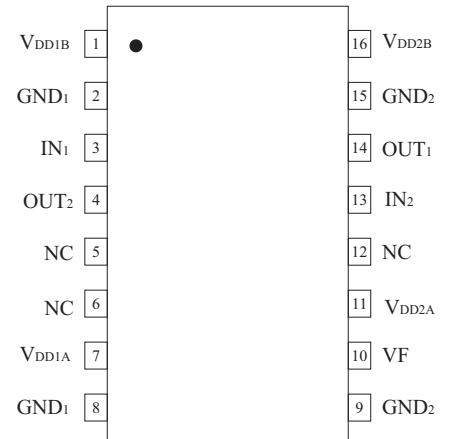 VDD1B 1 16 VDD2B
GND1 2 15 GND2
IN1 3 14 OUT1
OUT2 4 13 IN2
NC 5 12 NC
NC 6 11 VDD2A
VDD1A 7 10 VF
GND1 8 9 GND2